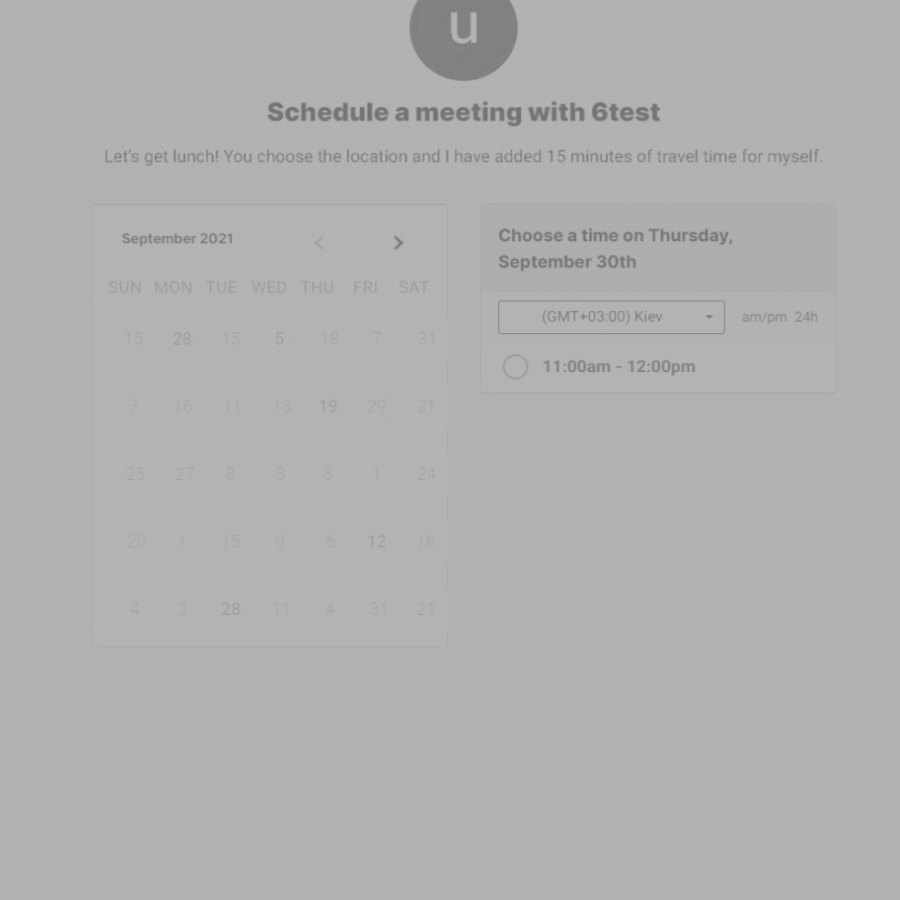 u
Schedule a meeting with 6test
Let's get lunch! You choose the location and I have added 15 minutes of travel time for myself.
September 2021
SUN MON TUE WED THU FRI SAT
15 28 15 5 18 7 31
7 16 11 13 19 29 21
25 27 8 3 8 1 24
20 1 15 9 6 12 16
4 2 28 11 4 31 21
Choose a time on Thursday,
September 30th
(GMT+03:00) Kiev am/pm 24h
11:00am - 12:00pm